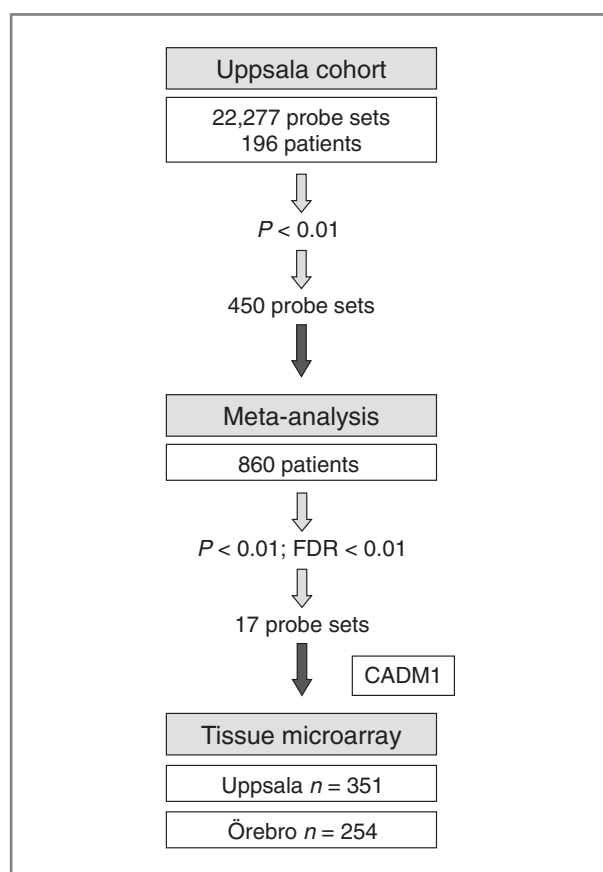 Uppsala cohort
22,277 probe sets
196 patients
P < 0.01
450 probe sets
Meta-analysis
860 patients
P < 0.01; FDR < 0.01
17 probe sets
CADM1
Tissue microarray
Uppsala n = 351
Örebro n = 254